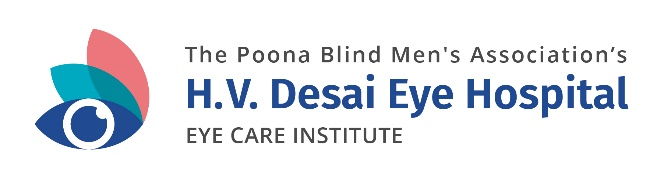 The Poona Blind Men's Association’s
H.V. Desai Eye Hospital
EYE CARE INSTITUTE